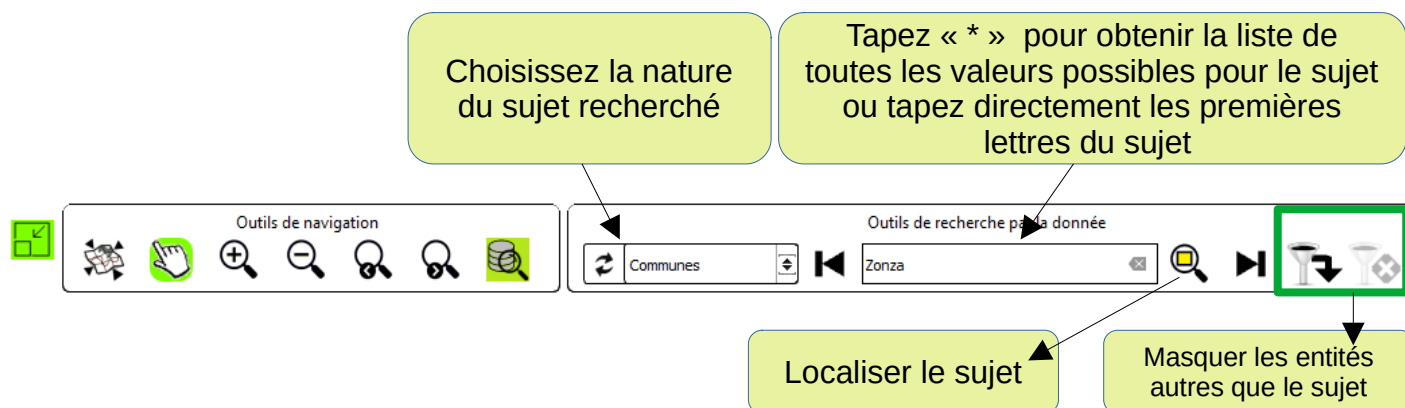 Choisissez la nature
du sujet recherché
Tapez « * » pour obtenir la liste de
toutes les valeurs possibles pour le sujet
ou tapez directement les premières
lettres du sujet
Outils de navigation
Outils de recherche par la donnée
Communes
Zonza
Localiser le sujet
Masquer les entités
autres que le sujet